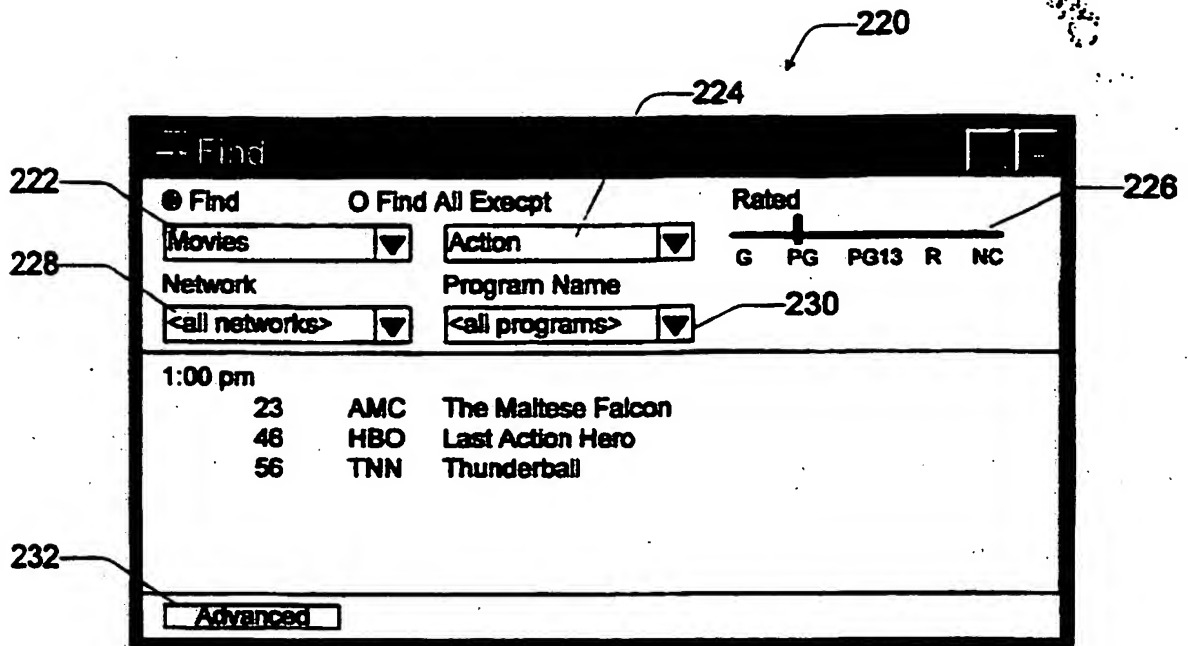 220
224
Find
222
Find Find All Execpt Rated
226
Movies Action
G PG PG13 R NC
228
Network Program Name
230
<all networks> <all programs>
1:00 pm
23 AMC The Maltese Falcon
46 HBO Last Action Hero
56 TNN Thunderball
232
Advanced